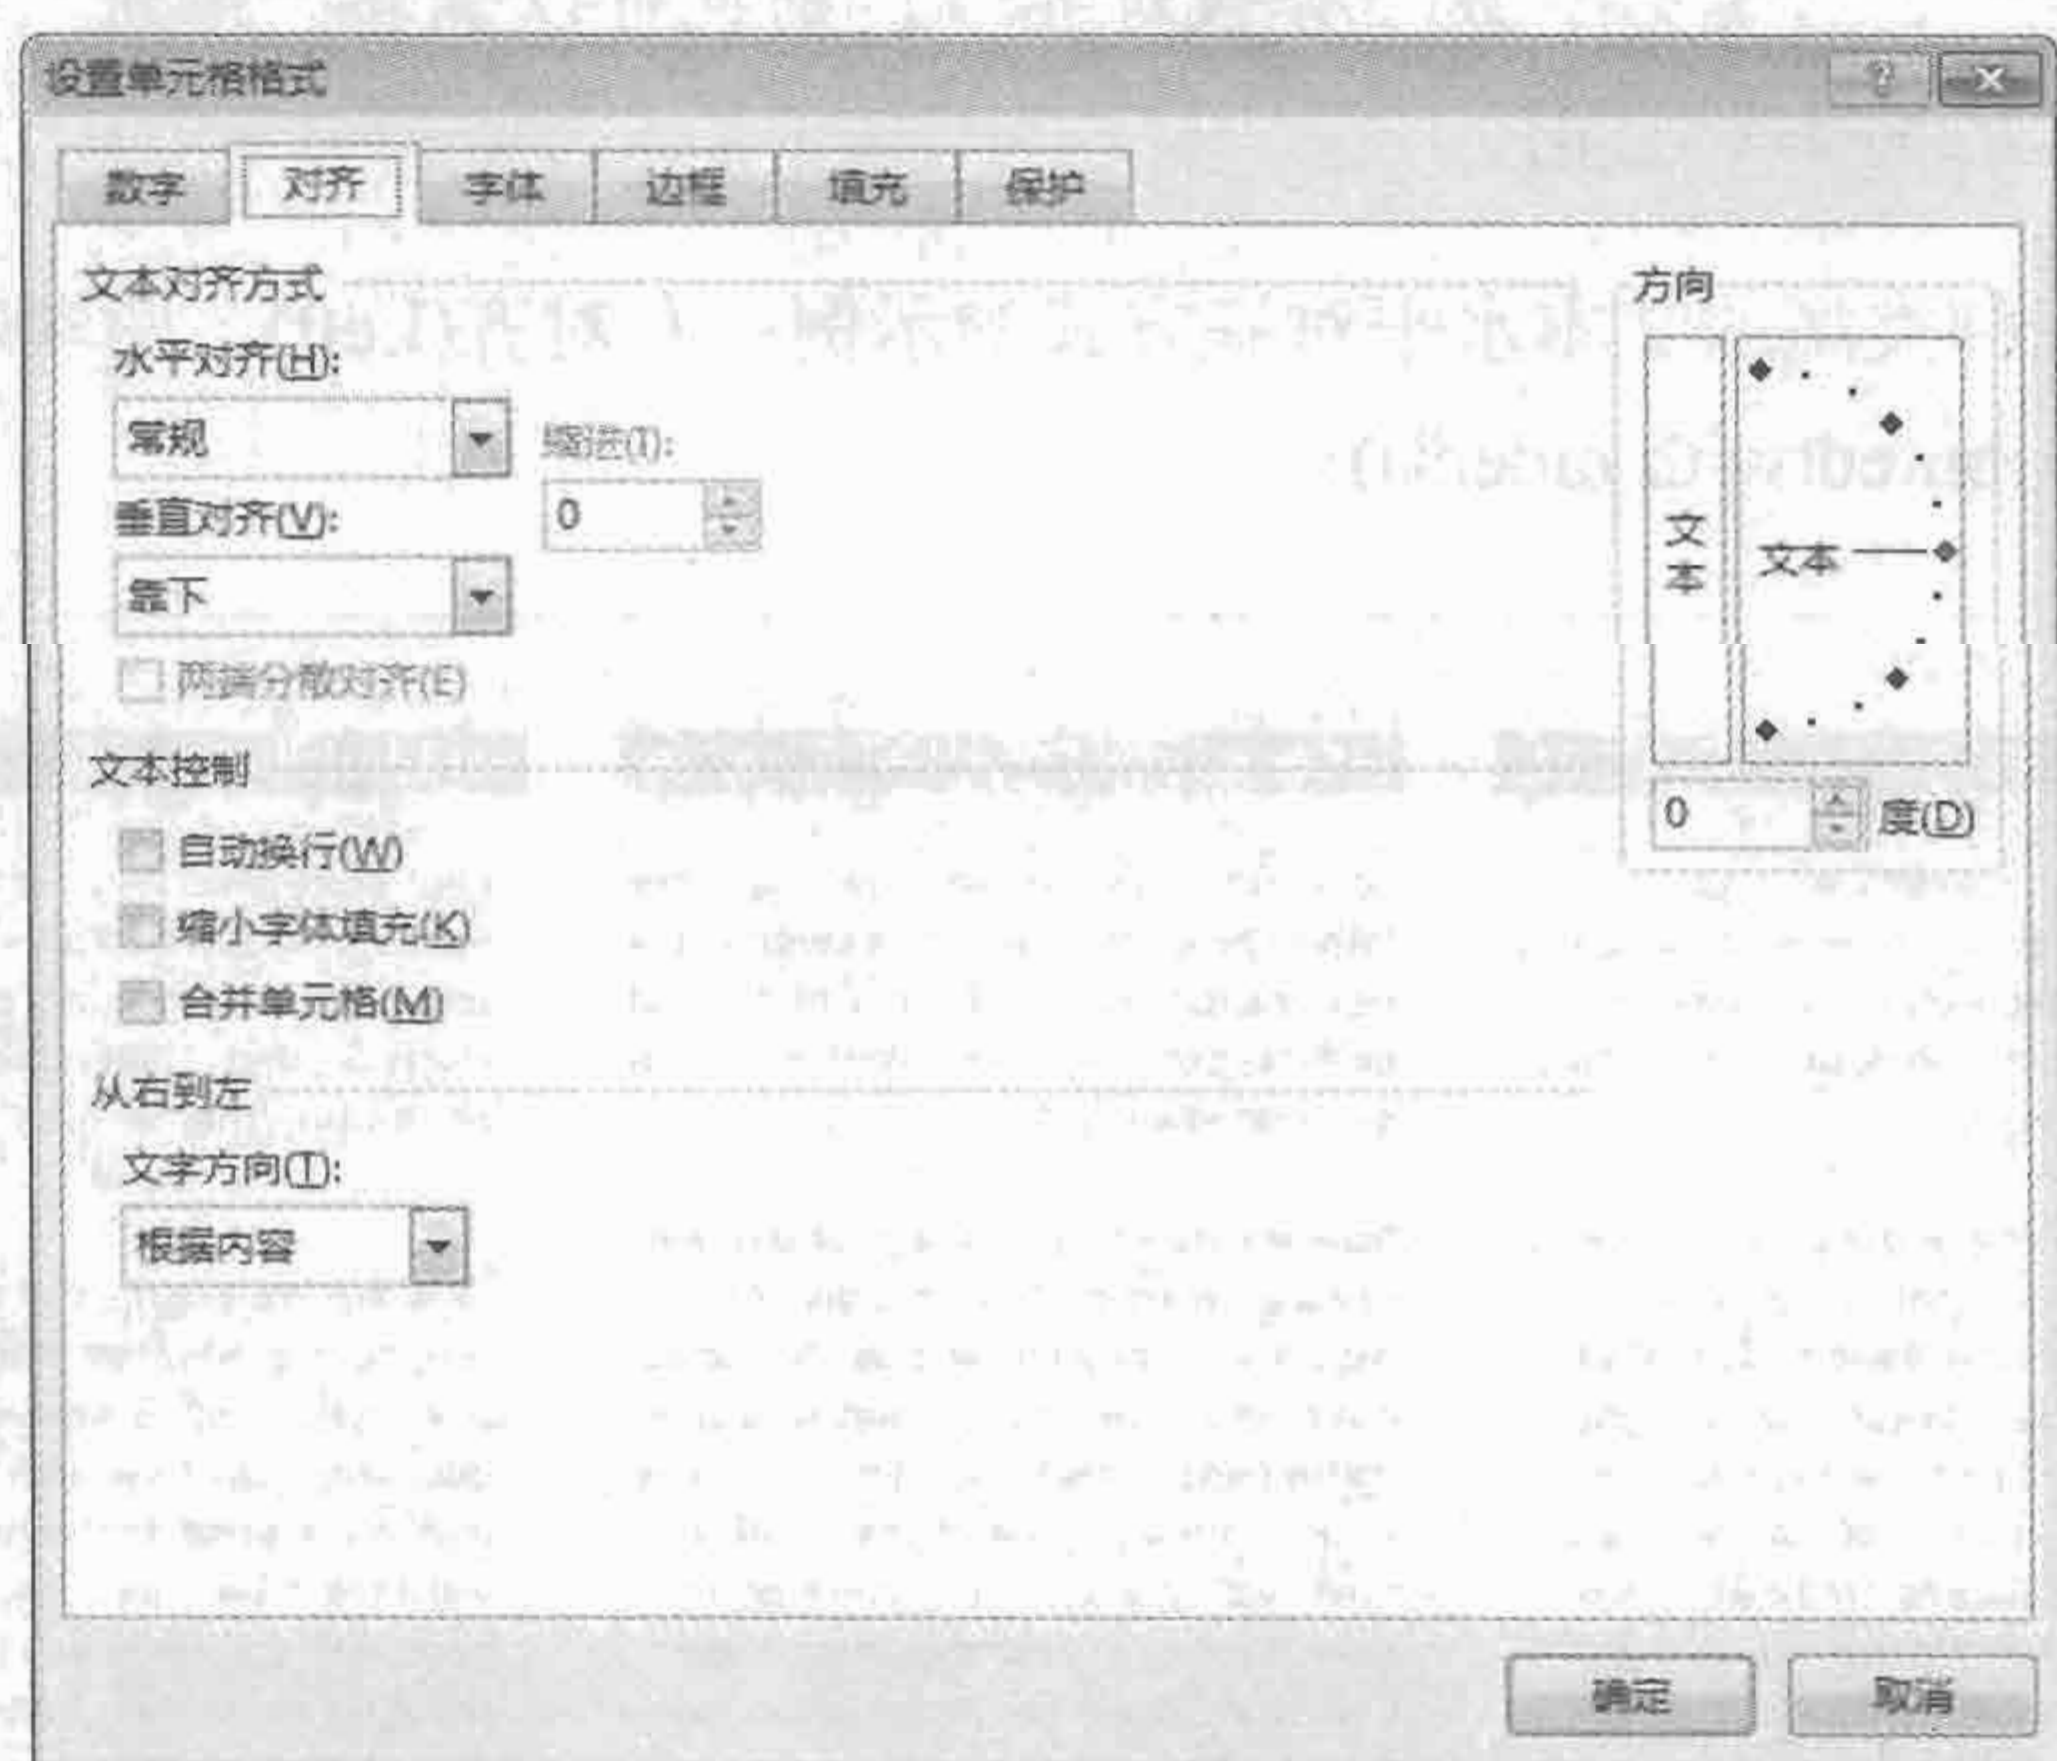 设置单元格格式
数字 对齐 字体 边框 填充 保护
文本对齐方式
水平对齐(H):
常规
缩进(I):
0
垂直对齐(V):
靠下
两端分散对齐(E)
文本控制
自动换行(W)
缩小字体填充(K)
合并单元格(M)
从右到左
文字方向(T):
根据内容
方向
文本
文本
0 度(D)
确定 取消